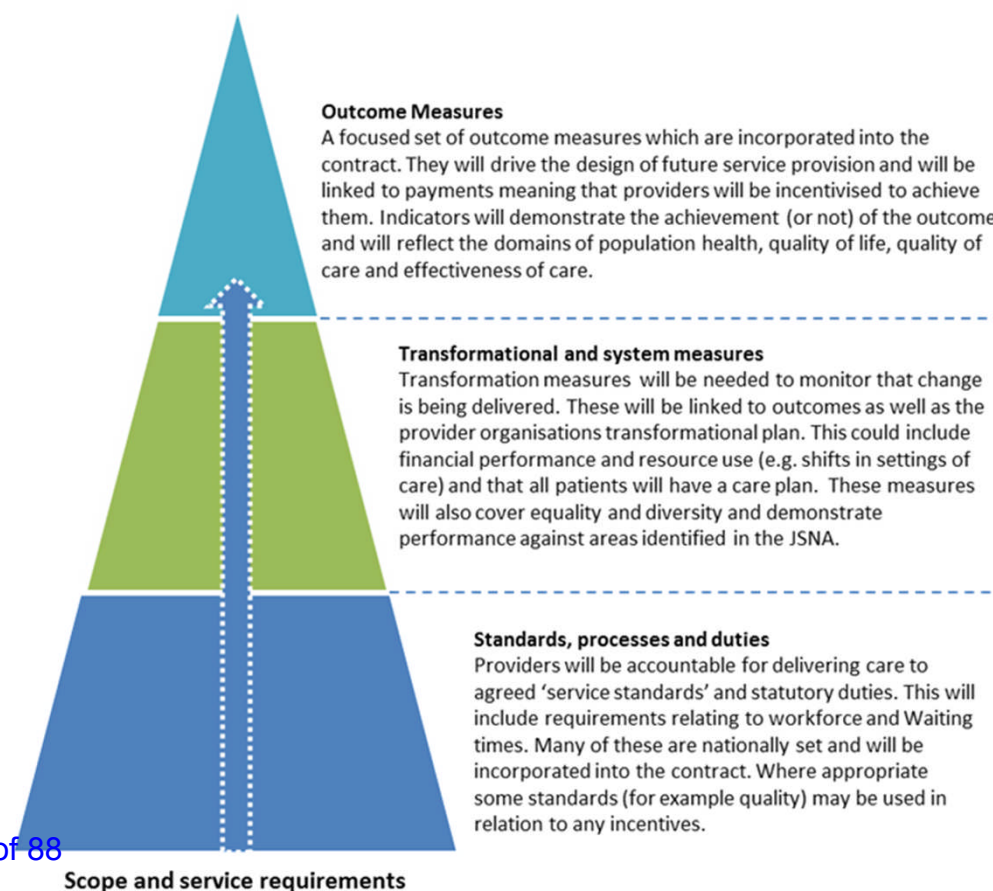 Outcome Measures
A focused set of outcome measures which are incorporated into the
contract. They will drive the design of future service provision and will be
linked to payments meaning that providers will be incentivised to achieve
them. Indicators will demonstrate the achievement (or not) of the outcome
and will reflect the domains of population health, quality of life, quality of
care and effectiveness of care.
Transformational and system measures
Transformation measures will be needed to monitor that change
is being delivered. These will be linked to outcomes as well as the
provider organisations transformational plan. This could include
financial performance and resource use (e.g. shifts in settings of
care) and that all patients will have a care plan. These measures
will also cover equality and diversity and demonstrate
performance against areas identified in the JSNA.
Standards, processes and duties
Providers will be accountable for delivering care to
agreed ‘service standards’ and statutory duties. This will
include requirements relating to workforce and Waiting
times. Many of these are nationally set and will be
incorporated into the contract. Where appropriate
some standards (for example quality) may be used in
relation to any incentives.
of 88
Scope and service requirements